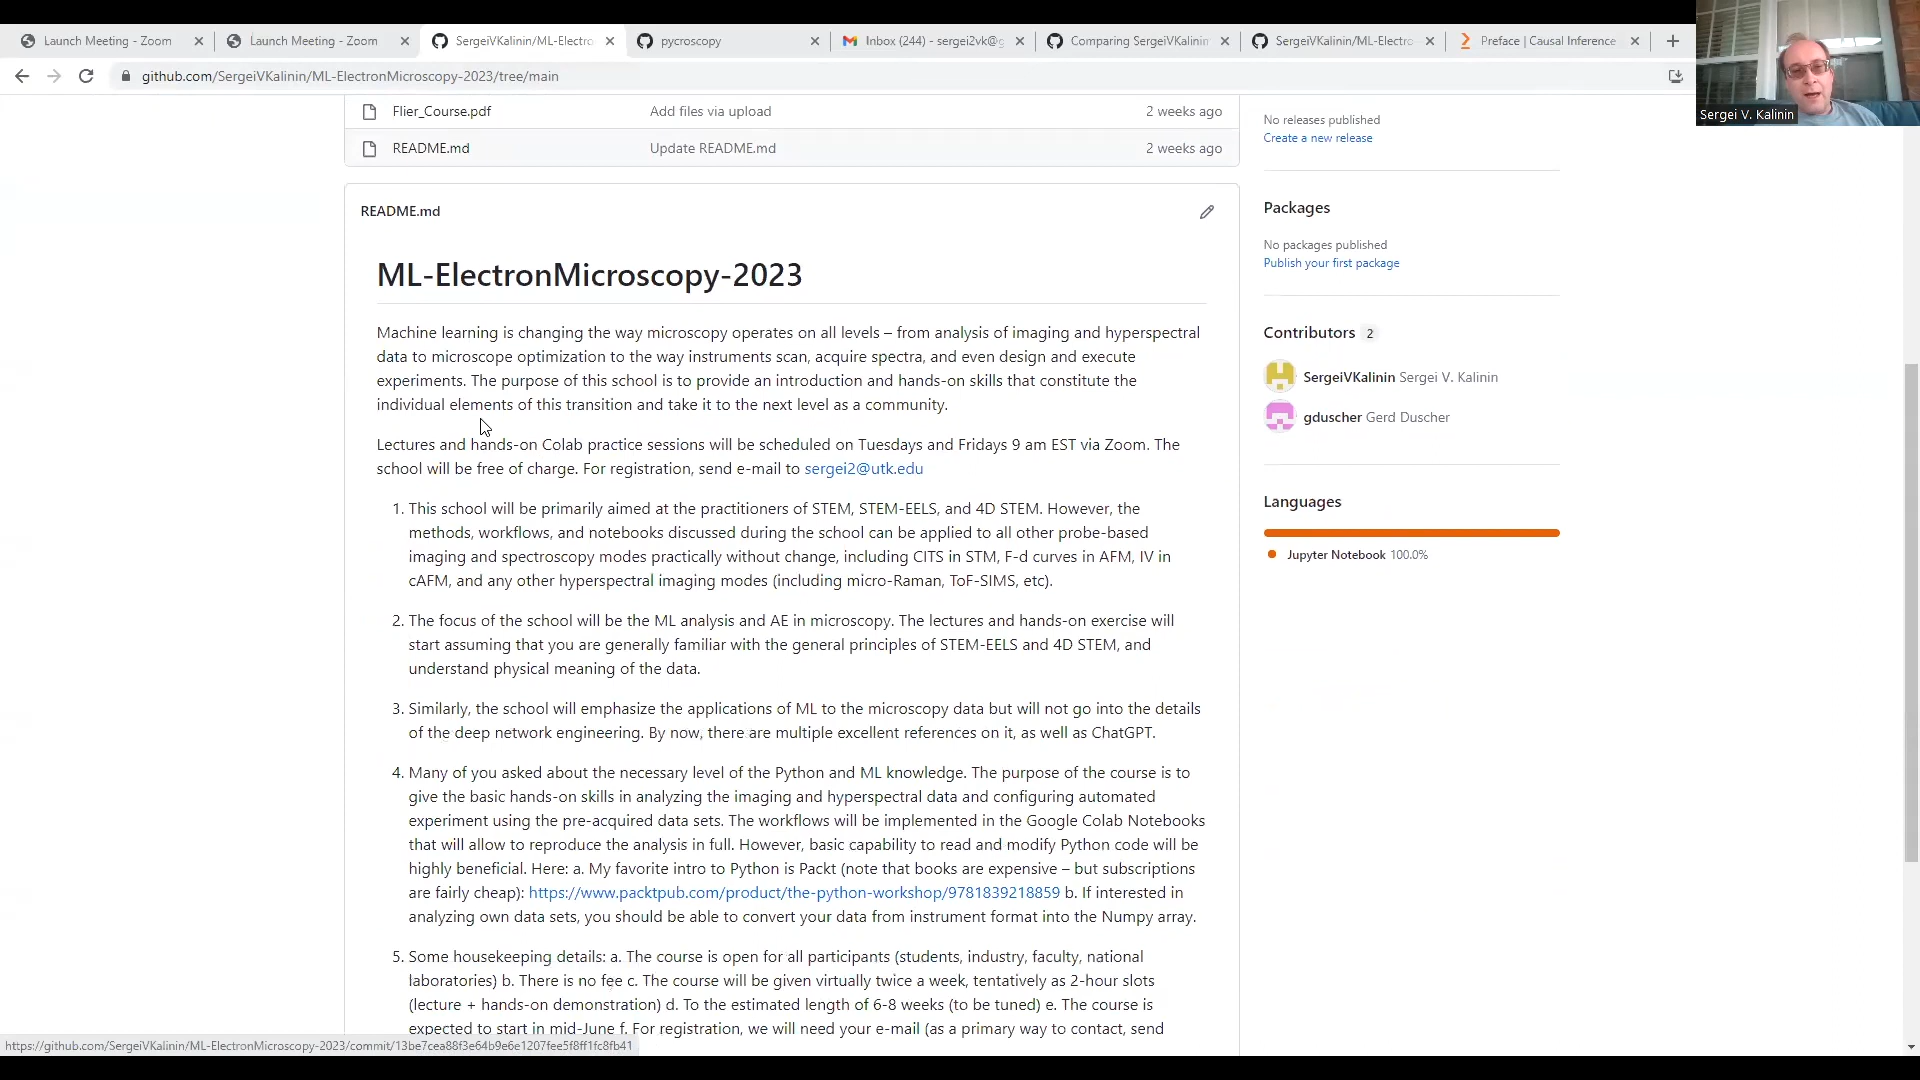 Launch Meeting - Zoom
Launch Meeting - Zoom
SergeiVKalinin/ML-Electro
pycroscopy
Inbox (244) - sergei2vk@g
Comparing SergeiVKalinin
SergeiVKalinin/ML-Electro
Preface | Causal Inference
github.com/SergeiVKalinin/ML-ElectronMicroscopy-2023/tree/main
Sergei V. Kalinin
Flier_Course.pdf Add files via upload 2 weeks ago
README.md Update README.md 2 weeks ago
README.md
ML-ElectronMicroscopy-2023
Machine learning is changing the way microscopy operates on all levels – from analysis of imaging and hyperspectral
data to microscope optimization to the way instruments scan, acquire spectra, and even design and execute
experiments. The purpose of this school is to provide an introduction and hands-on skills that constitute the
individual elements of this transition and take it to the next level as a community.
Lectures and hands-on Colab practice sessions will be scheduled on Tuesdays and Fridays 9 am EST via Zoom. The
school will be free of charge. For registration, send e-mail to sergei2@utk.edu
1. This school will be primarily aimed at the practitioners of STEM, STEM-EELS, and 4D STEM. However, the
methods, workflows, and notebooks discussed during the school can be applied to all other probe-based
imaging and spectroscopy modes practically without change, including CITS in STM, F-d curves in AFM, IV in
cAFM, and any other hyperspectral imaging modes (including micro-Raman, ToF-SIMS, etc).
2. The focus of the school will be the ML analysis and AE in microscopy. The lectures and hands-on exercise will
start assuming that you are generally familiar with the general principles of STEM-EELS and 4D STEM, and
understand physical meaning of the data.
3. Similarly, the school will emphasize the applications of ML to the microscopy data but will not go into the details
of the deep network engineering. By now, there are multiple excellent references on it, as well as ChatGPT.
4. Many of you asked about the necessary level of the Python and ML knowledge. The purpose of the course is to
give the basic hands-on skills in analyzing the imaging and hyperspectral data and configuring automated
experiment using the pre-acquired data sets. The workflows will be implemented in the Google Colab Notebooks
that will allow to reproduce the analysis in full. However, basic capability to read and modify Python code will be
highly beneficial. Here: a. My favorite intro to Python is Packt (note that books are expensive – but subscriptions
are fairly cheap): https://www.packtpub.com/product/the-python-workshop/9781839218859 b. If interested in
analyzing own data sets, you should be able to convert your data from instrument format into the Numpy array.
5. Some housekeeping details: a. The course is open for all participants (students, industry, faculty, national
laboratories) b. There is no fee c. The course will be given virtually twice a week, tentatively as 2-hour slots
(lecture + hands-on demonstration) d. To the estimated length of 6-8 weeks (to be tuned) e. The course is
expected to start in mid-June f. For registration, we will need your e-mail (as a primary way to contact, send
No releases published
Create a new release
Packages
No packages published
Publish your first package
Contributors 2
SergeiVKalinin Sergei V. Kalinin
gduscher Gerd Duscher
Languages
Jupyter Notebook 100.0%
https://github.com/SergeiVKalinin/ML-ElectronMicroscopy-2023/commit/13be7cea88f3e64b9e6e1207fee5f8ff1fc8fb41